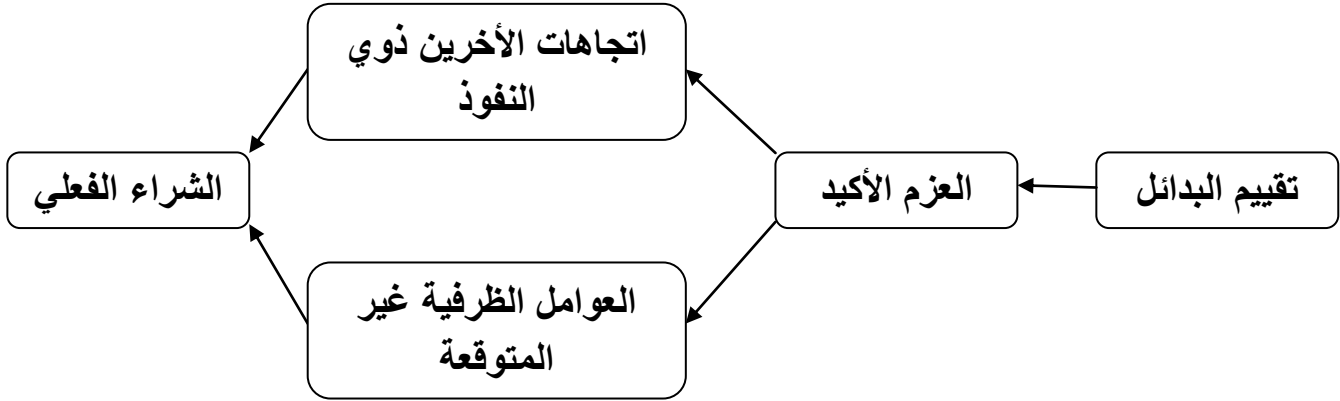 تقييم البدائل
العزم الأكيد
اتجاهات الأخرين ذوي
النفوذ
العوامل الظرفية غير
المتوقعة
الشراء الفعلي